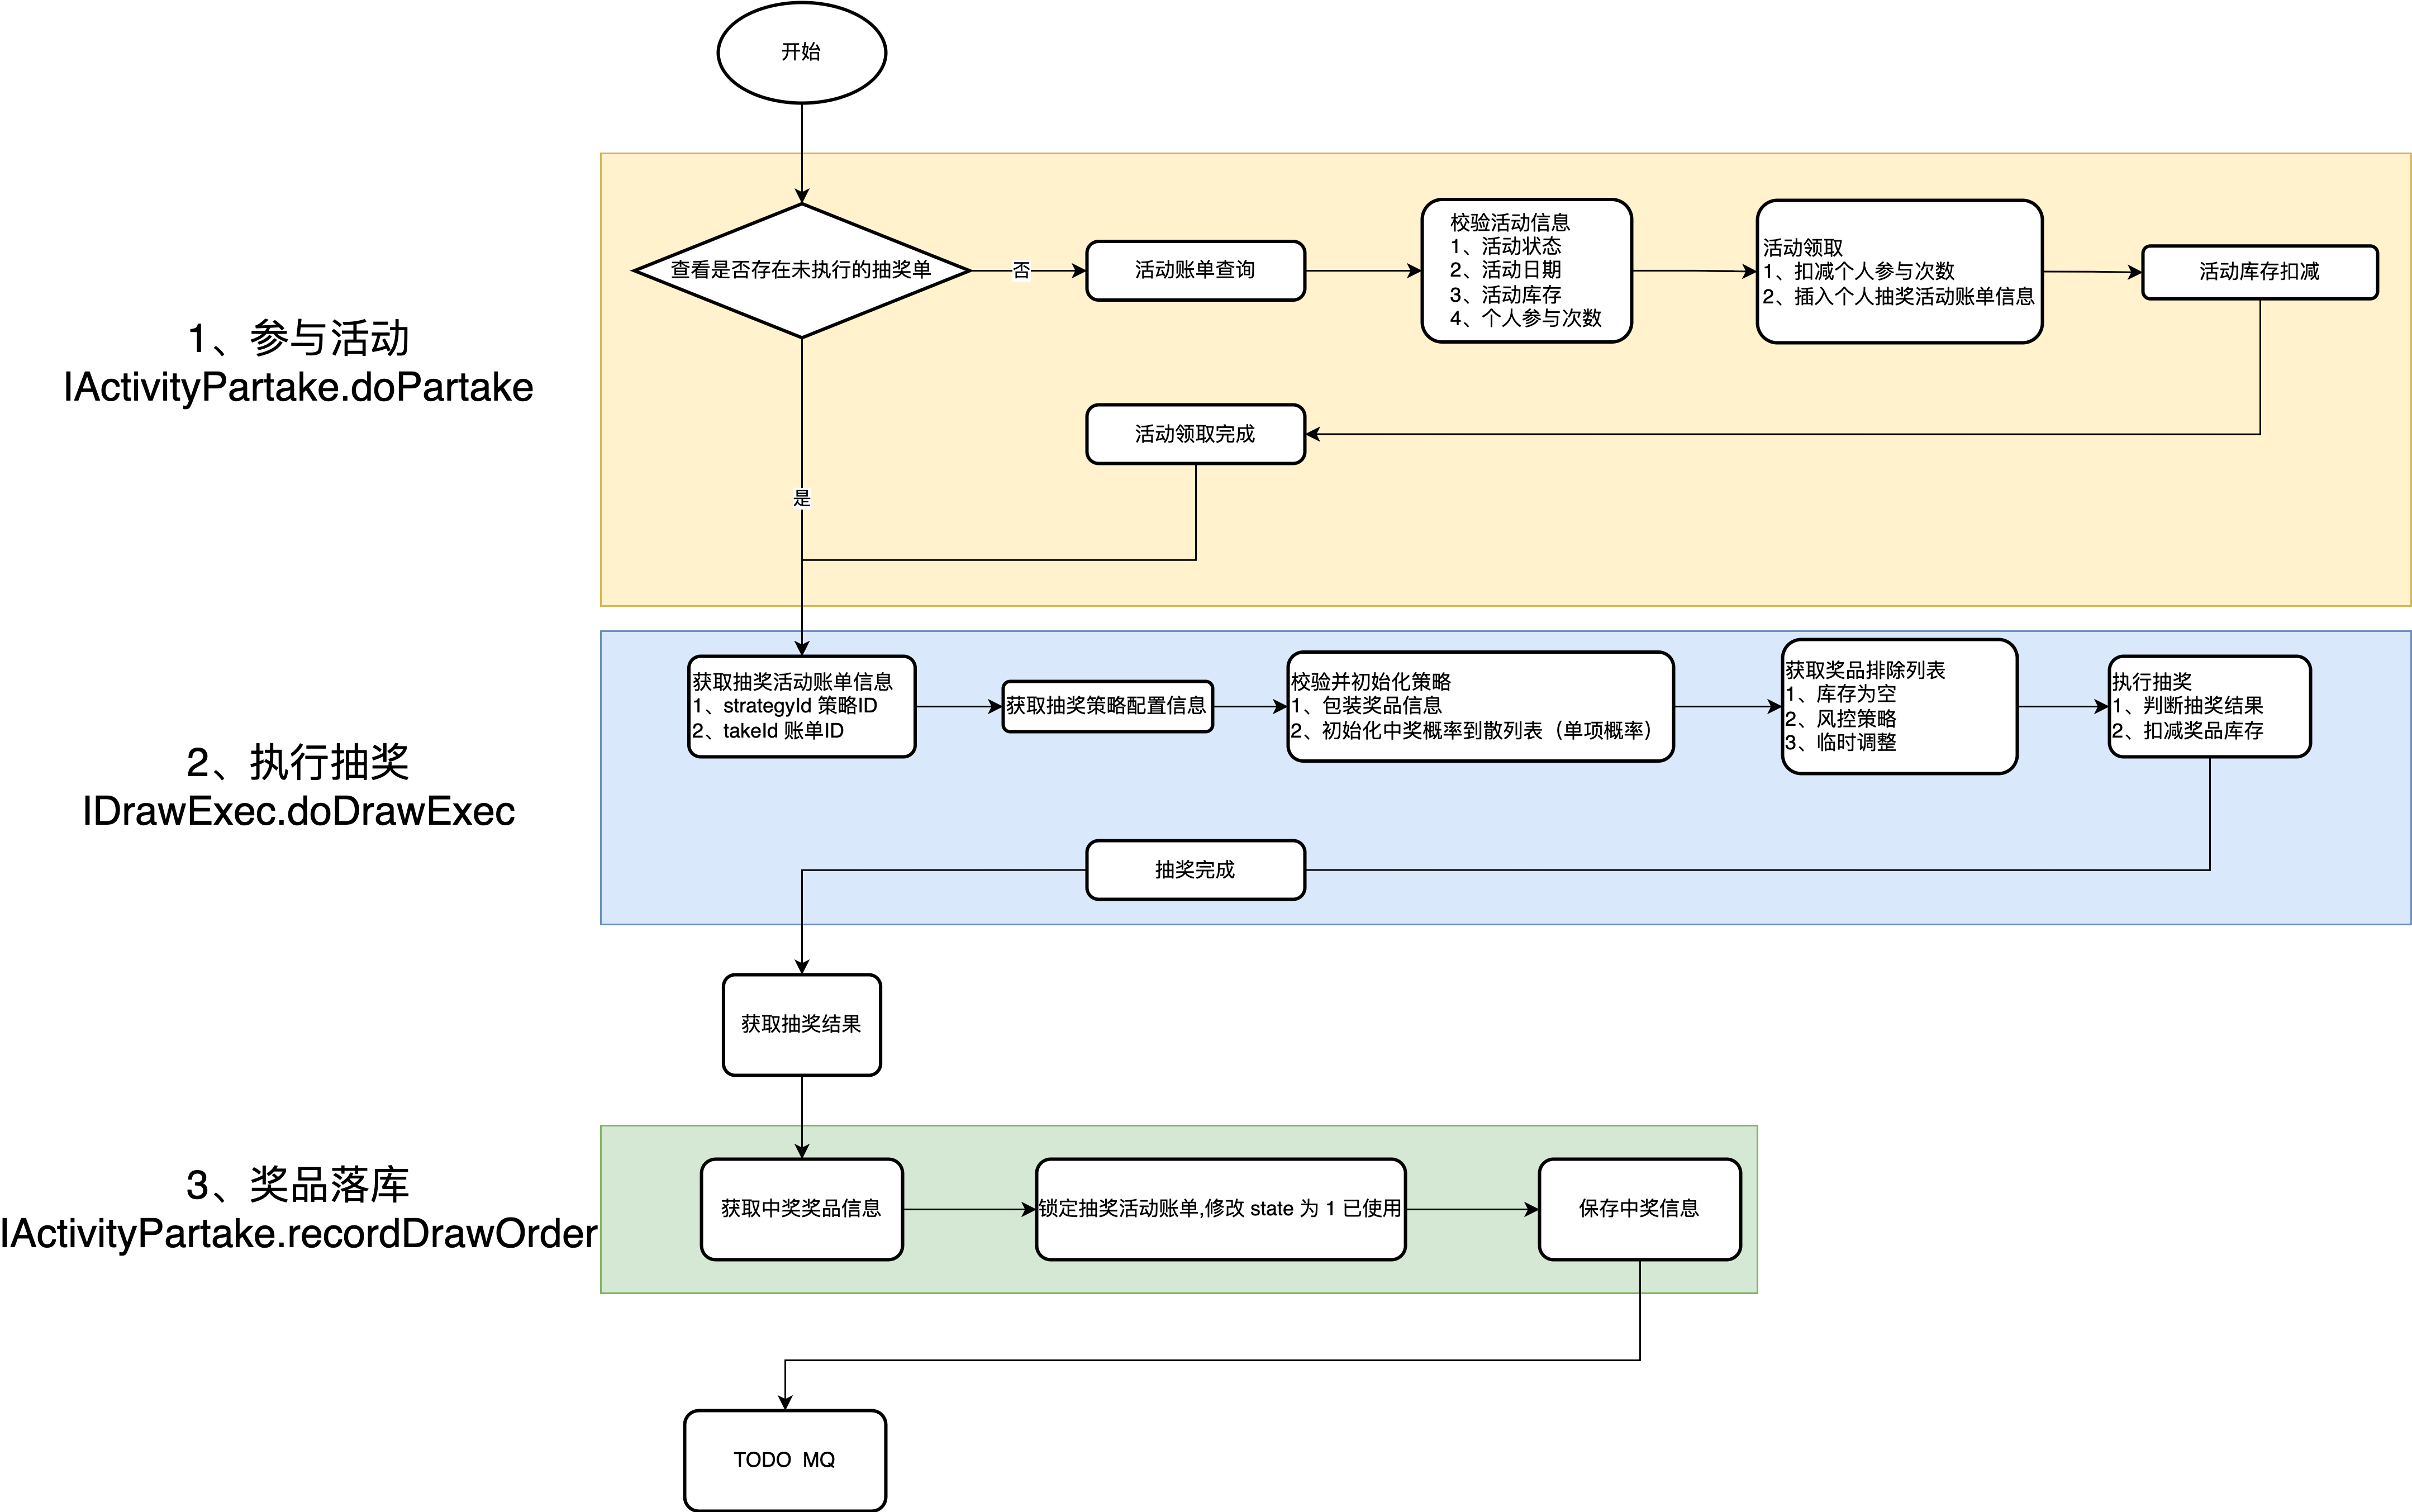 开始
1、参与活动
IActivityPartake.doPartake
查看是否存在未执行的抽奖单
否
活动账单查询
校验活动信息
1、活动状态
2、活动日期
3、活动库存
4、个人参与次数
活动领取
1、扣减个人参与次数
2、插入个人抽奖活动账单信息
活动库存扣减
活动领取完成
是
2、执行抽奖
IDrawExec.doDrawExec
获取抽奖活动账单信息
1、strategyId 策略ID
2、takeId 账单ID
获取抽奖策略配置信息
校验并初始化策略
1、包装奖品信息
2、初始化中奖概率到散列表（单项概率）
获取奖品排除列表
1、库存为空
2、风控策略
3、临时调整
执行抽奖
1、判断抽奖结果
2、扣减奖品库存
抽奖完成
获取抽奖结果
3、奖品落库
IActivityPartake.recordDrawOrder
获取中奖奖品信息
锁定抽奖活动账单,修改 state 为 1 已使用
保存中奖信息
TODO MQ